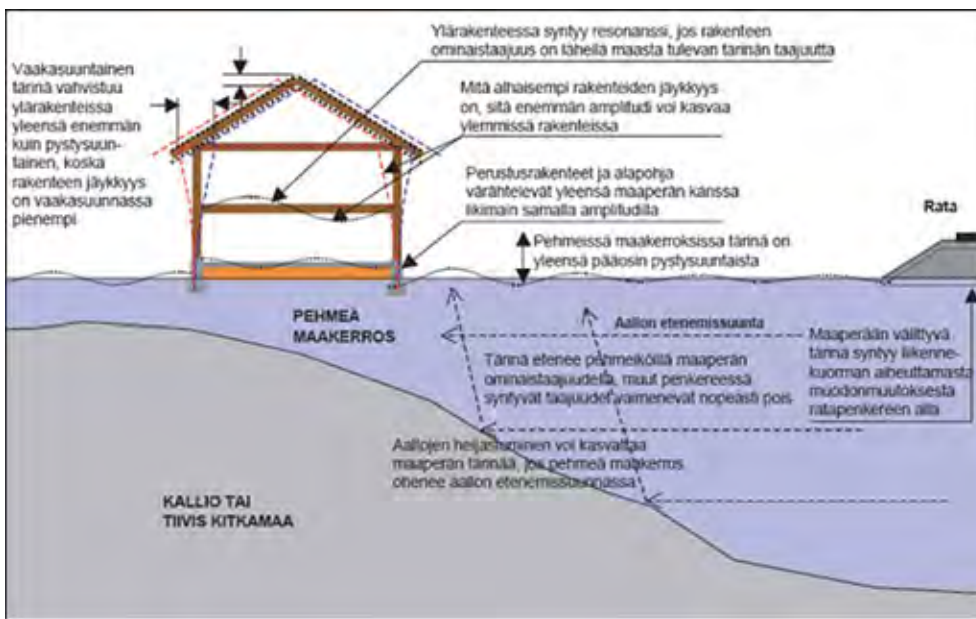 Ylärakenteessa syntyy resonanssi, jos rakenteen
ominaistaajuus on lähellä maasta tulevan tärinän taajuutta
Vaakasuuntainen
tärinä vahvistuu
ylärakenteissa
yleensä enemmän
kuin pystysuun-
tainen, koska
rakenteen jäykkyys
on vaakasuunnassa
pienempi
Mitä alhaisempi rakenteiden jäykkyys
on, sitä enemmän amplitudi voi kasvaa
ylemmissä rakenteissa
Perustusrakenteet ja alapohja
värähtelevät yleensä maaperän kanssa
likimain samalla amplitudilla
Rata
Pehmeissä maakerroksissa tärinä on
yleensä pääosin pystysuuntaista
PEHMEÄ
MAAKERROS
Aallon etenemissuunta
Tärinä etenee pehmeiköillä maaperän
ominaistaajuudella, muut penkereessä
syntyvät taajuudet vaimenevat nopeasti pois
Maaperään välittyvä
tärinä syntyy liikenne-
kuorman aiheuttamasta
muodonmuutoksesta
ratapenkereen alla
Aaltojen heijastuminen voi kasvattaa
maaperän tärinää, jos pehmeä maakerros
ohenee aallon etenemissuunnassa
KALLIO TAI
TIIVIS KITKAMAA